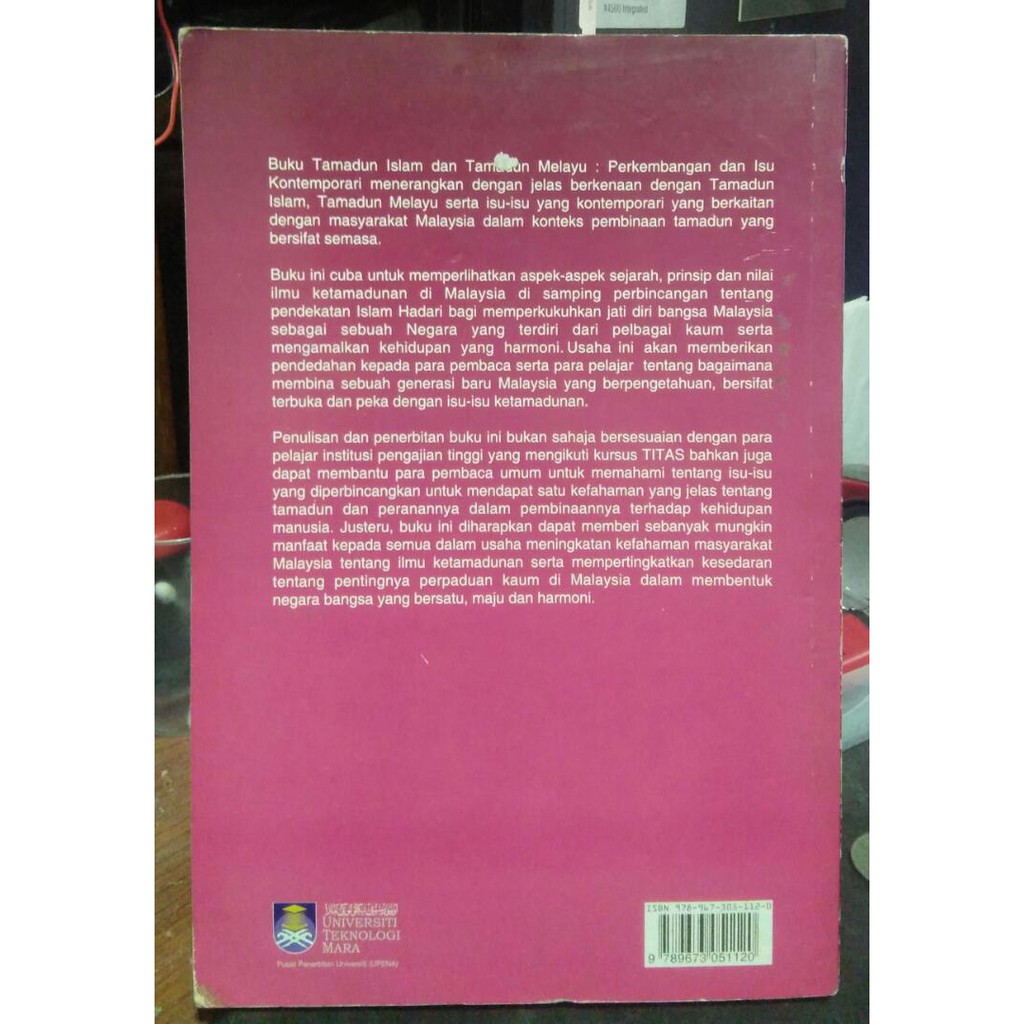 X4500 Integrated
Buku Tamadun Islam dan Tamadun Melayu : Perkembangan dan Isu
Kontemporari menerangkan dengan jelas berkenaan dengan Tamadun
Islam, Tamadun Melayu serta isu-isu yang kontemporari yang berkaitan
dengan masyarakat Malaysia dalam konteks pembinaan tamadun yang
bersifat semasa.
Buku ini cuba untuk memperlihatkan aspek-aspek sejarah, prinsip dan nilai
ilmu ketamadunan di Malaysia di samping perbincangan tentang
pendekatan Islam Hadari bagi memperkukuhkan jati diri bangsa Malaysia
sebagai sebuah Negara yang terdiri dari pelbagai kaum serta
mengamalkan kehidupan yang harmoni. Usaha ini akan memberikan
pendedahan kepada para pembaca serta para pelajar tentang bagaimana
membina sebuah generasi baru Malaysia yang berpengetahuan, bersifat
terbuka dan peka dengan isu-isu ketamadunan.
Penulisan dan penerbitan buku ini bukan sahaja bersesuaian dengan para
pelajar institusi pengajian tinggi yang mengikuti kursus TITAS bahkan juga
dapat membantu para pembaca umum untuk memahami tentang isu-isu
yang diperbincangkan untuk mendapat satu kefahaman yang jelas tentang
tamadun dan peranannya dalam pembinaannya terhadap kehidupan
manusia. Justeru, buku ini diharapkan dapat memberi sebanyak mungkin
manfaat kepada semua dalam usaha meningkatan kefahaman masyarakat
Malaysia tentang ilmu ketamadunan serta mempertingkatkan kesedaran
tentang pentingnya perpaduan kaum di Malaysia dalam membentuk
negara bangsa yang bersatu, maju dan harmoni.
UNIVERSITI
TEKNOLOGI
MARA
Pusat Penerbitan Universiti (UPENA)
ISBN 978-967-305-112-0
9 789673 051120